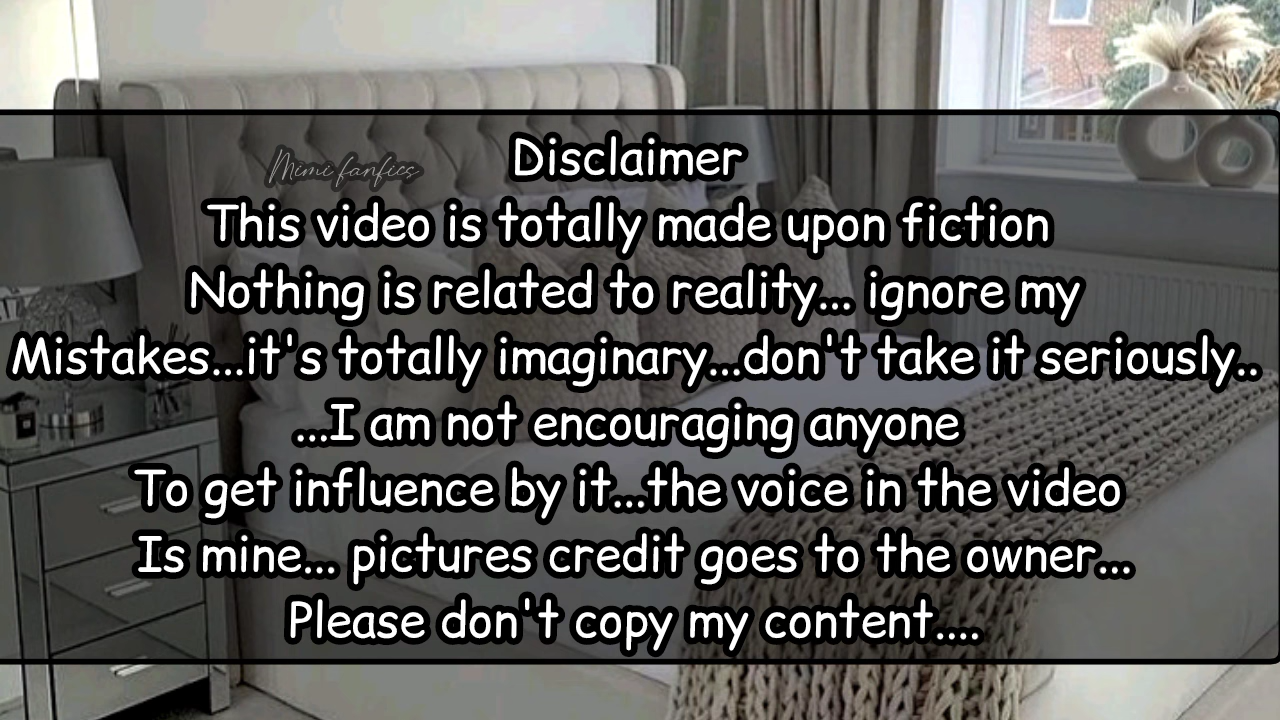 Mimi fanfics
Disclaimer
This video is totally made upon fiction
Nothing is related to reality... ignore my
Mistakes...it's totally imaginary...don't take it seriously..
...I am not encouraging anyone
To get influence by it...the voice in the video
Is mine... pictures credit goes to the owner...
Please don't copy my content....